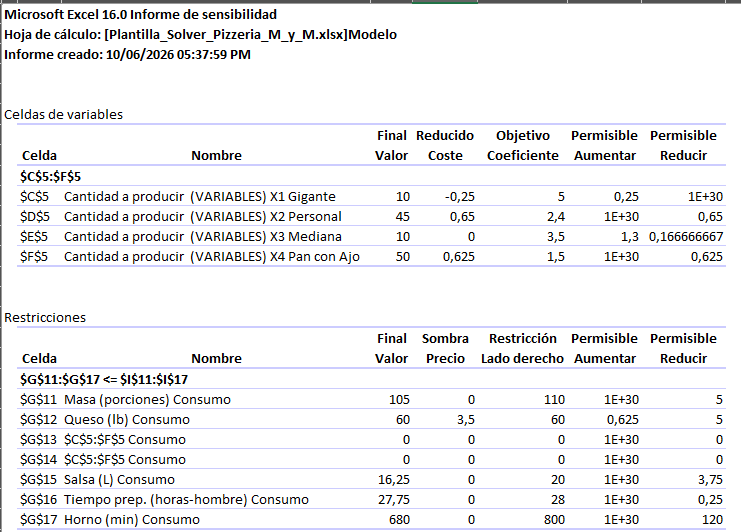 Microsoft Excel 16.0 Informe de sensibilidad
Hoja de cálculo: [Plantilla_Solver_Pizzeria_M_y_M.xlsx]Modelo
Informe creado: 10/06/2026 05:37:59 PM
Celdas de variables
Final Reducido Objetivo Permisible Permisible
Celda Nombre Valor Coste Coeficiente Aumentar Reducir
$C$5:$F$5
$C$5 Cantidad a producir (VARIABLES) X1 Gigante 10 -0,25 5 0,25 1E+30
$D$5 Cantidad a producir (VARIABLES) X2 Personal 45 0,65 2,4 1E+30 0,65
$E$5 Cantidad a producir (VARIABLES) X3 Mediana 10 0 3,5 1,3 0,166666667
$F$5 Cantidad a producir (VARIABLES) X4 Pan con Ajo 50 0,625 1,5 1E+30 0,625
Restricciones
Final Sombra Restricción Permisible Permisible
Celda Nombre Valor Precio Lado derecho Aumentar Reducir
$G$11:$G$17 <= $I$11:$I$17
$G$11 Masa (porciones) Consumo 105 0 110 1E+30 5
$G$12 Queso (lb) Consumo 60 3,5 60 0,625 5
$G$13 $C$5:$F$5 Consumo 0 0 0 1E+30 0
$G$14 $C$5:$F$5 Consumo 0 0 0 1E+30 0
$G$15 Salsa (L) Consumo 16,25 0 20 1E+30 3,75
$G$16 Tiempo prep. (horas-hombre) Consumo 27,75 0 28 1E+30 0,25
$G$17 Horno (min) Consumo 680 0 800 1E+30 120